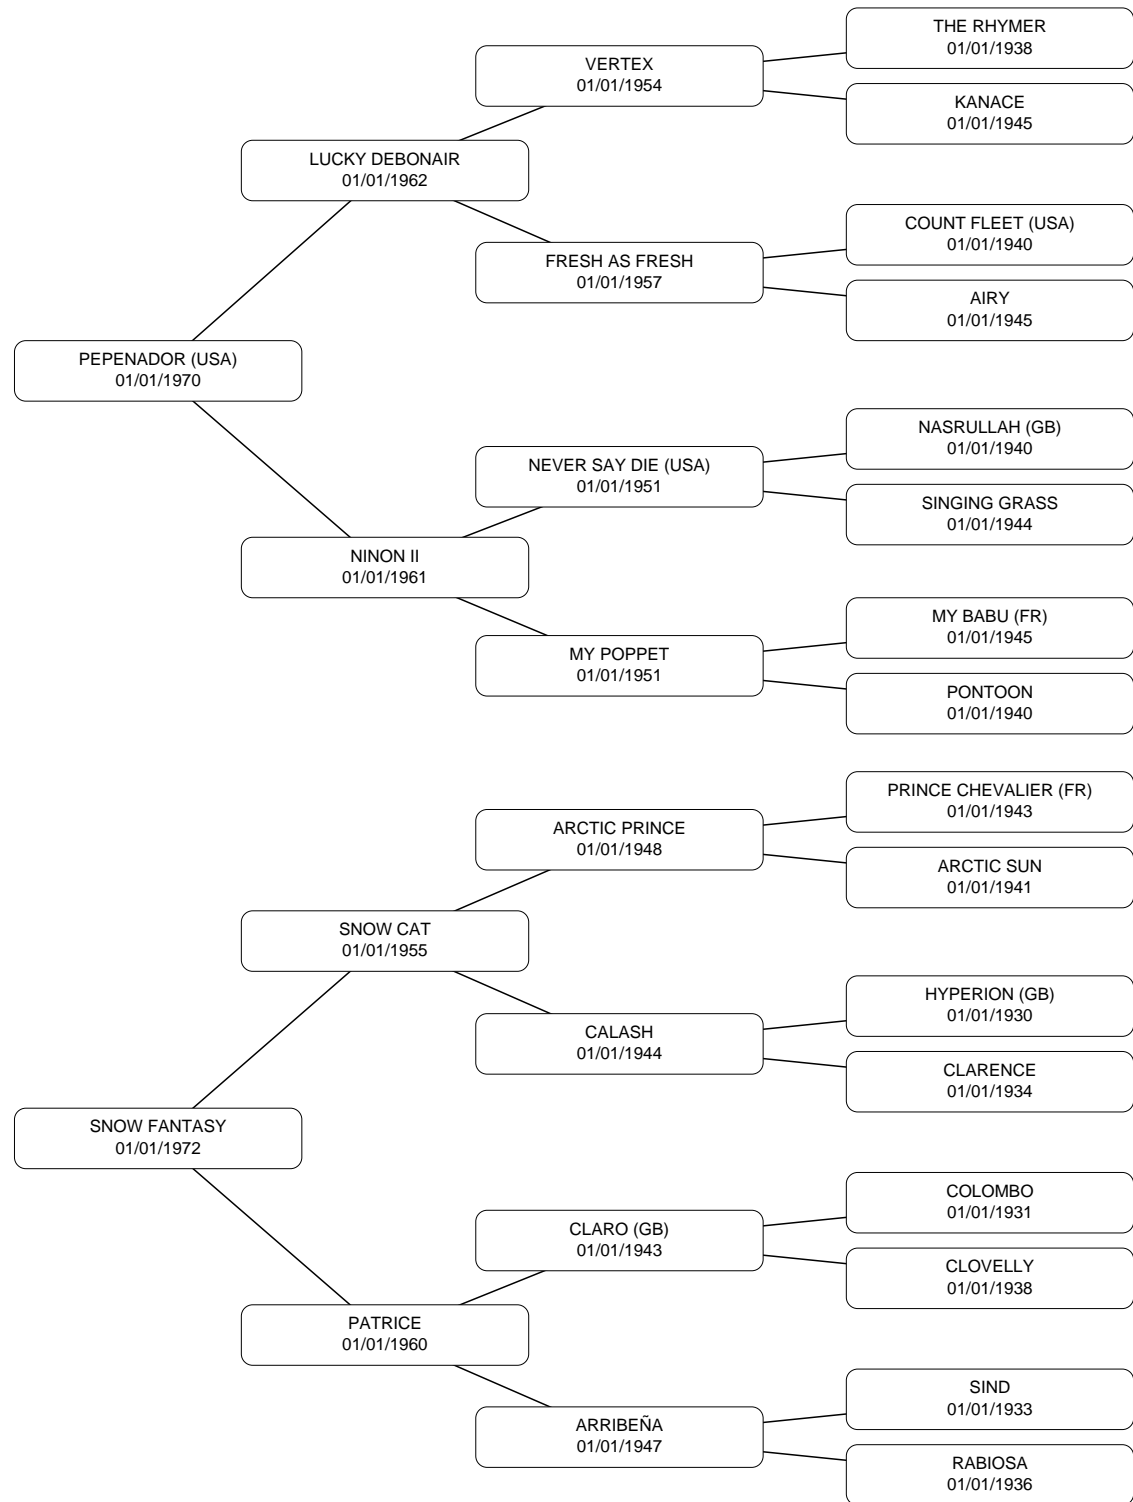 THE RHYMER
01/01/1938
VERTEX
01/01/1954
KANACE
01/01/1945
LUCKY DEBONAIR
01/01/1962
COUNT FLEET (USA)
01/01/1940
FRESH AS FRESH
01/01/1957
AIRY
01/01/1945
PEPENADOR (USA)
01/01/1970
NASRULLAH (GB)
01/01/1940
NEVER SAY DIE (USA)
01/01/1951
SINGING GRASS
01/01/1944
NINON II
01/01/1961
MY BABU (FR)
01/01/1945
MY POPPET
01/01/1951
PONTOON
01/01/1940
PRINCE CHEVALIER (FR)
01/01/1943
ARCTIC PRINCE
01/01/1948
ARCTIC SUN
01/01/1941
SNOW CAT
01/01/1955
HYPERION (GB)
01/01/1930
CALASH
01/01/1944
CLARENCE
01/01/1934
SNOW FANTASY
01/01/1972
COLOMBO
01/01/1931
CLARO (GB)
01/01/1943
CLOVELLY
01/01/1938
PATRICE
01/01/1960
SIND
01/01/1933
ARRIBEÑA
01/01/1947
RABIOSA
01/01/1936